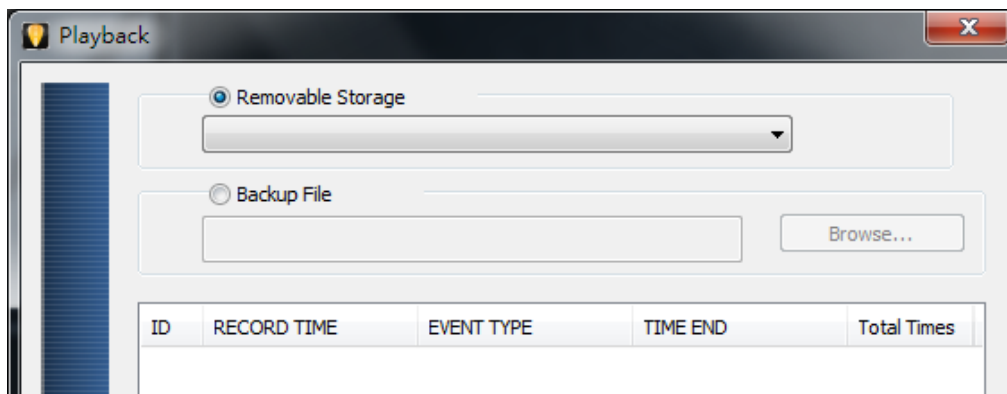 Playback
Removable Storage
Backup File
Browse...
ID RECORD TIME EVENT TYPE TIME END Total Times